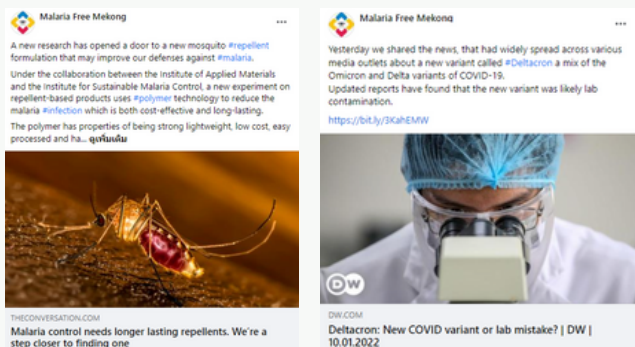 Malaria Free Mekong
A new research has opened a door to a new mosquito #repellent
formulation that may improve our defenses against #malaria.
Under the collaboration between the Institute of Applied Materials
and the Institute for Sustainable Malaria Control, a new experiment on
repellent-based products uses #polymer technology to reduce the
malaria #infection which is both cost-effective and long-lasting.
The polymer has properties of being strong lightweight, low cost, easy
processed and ha... ดูเพิ่มเติม
THECONVERSATION.COM
Malaria control needs longer lasting repellents. We're a
step closer to finding one
Malaria Free Mekong
Yesterday we shared the news, that had widely spread across various
media outlets about a new variant called #Deltacron a mix of the
Omicron and Delta variants of COVID-19.
Updated reports have found that the new variant was likely lab
contamination.
https://bit.ly/3KahEMW
DW
DW.COM
Deltacron: New COVID variant or lab mistake? | DW |
10.01.2022